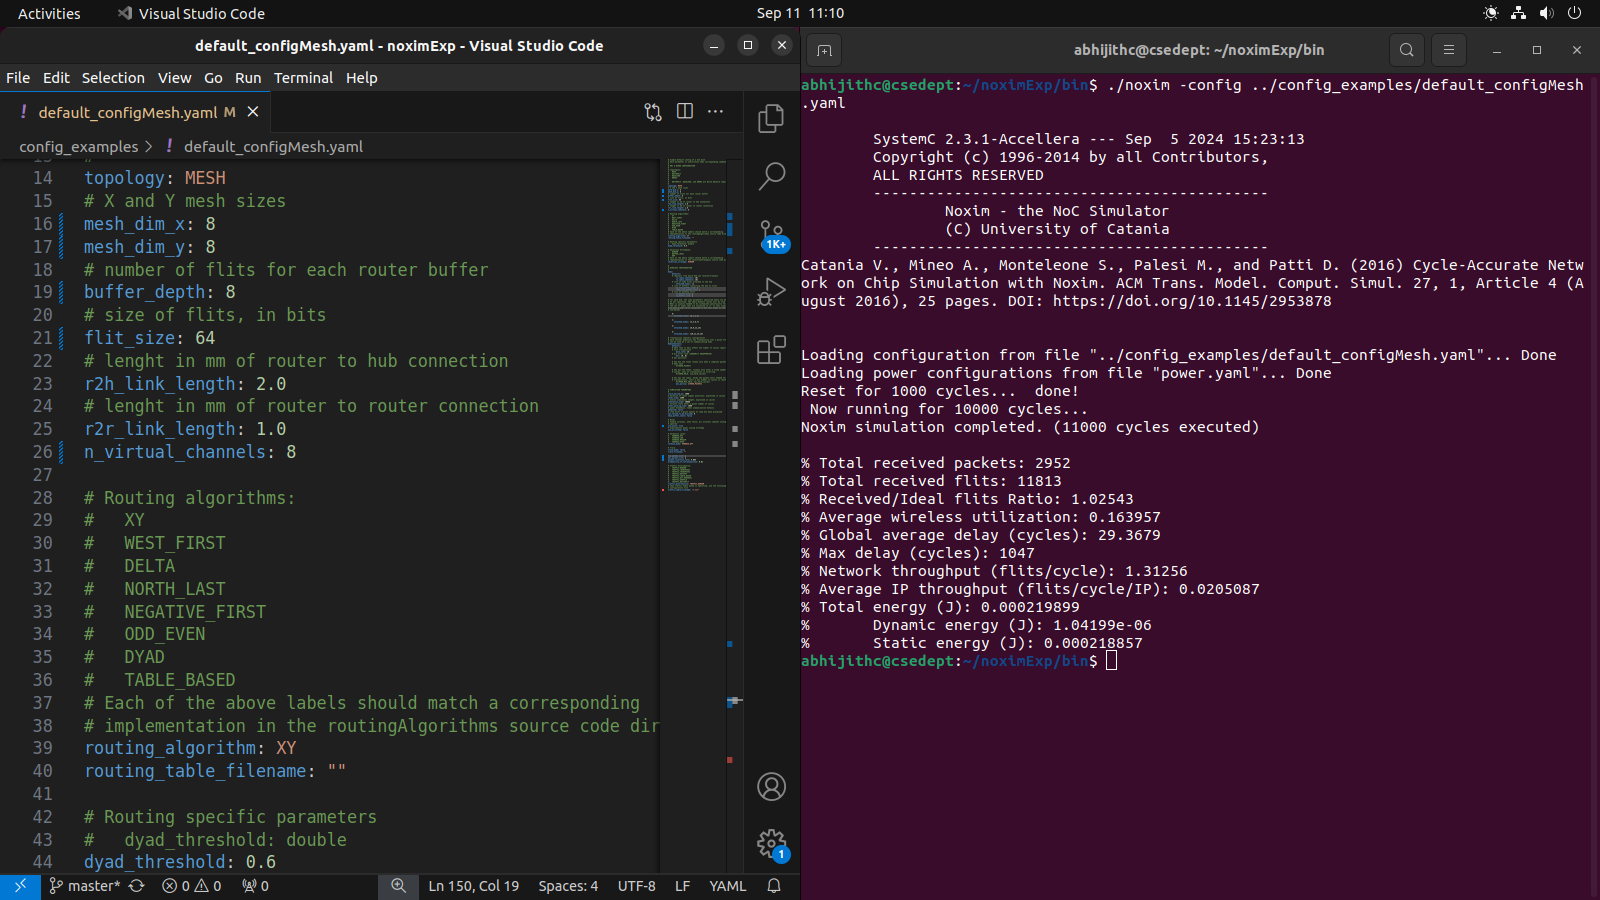 Activities
Visual Studio Code
Sep 11 11:10
default_configMesh.yaml - noximExp - Visual Studio Code
File Edit Selection View Go Run Terminal Help
! default_configMesh.yaml M
config_examples > ! default_configMesh.yaml
14 topology: MESH
15 # X and Y mesh sizes
16 mesh_dim_x: 8
17 mesh_dim_y: 8
18 # number of flits for each router buffer
19 buffer_depth: 8
20 # size of flits, in bits
21 flit_size: 64
22 # lenght in mm of router to hub connection
23 r2h_link_length: 2.0
24 # lenght in mm of router to router connection
25 r2r_link_length: 1.0
26 n_virtual_channels: 8
27
28 # Routing algorithms:
29 #   XY
30 #   WEST_FIRST
31 #   DELTA
32 #   NORTH_LAST
33 #   NEGATIVE_FIRST
34 #   ODD_EVEN
35 #   DYAD
36 #   TABLE_BASED
37 # Each of the above labels should match a corresponding
38 # implementation in the routingAlgorithms source code dir
39 routing_algorithm: XY
40 routing_table_filename: ""
41
42 # Routing specific parameters
43 #   dyad_threshold: double
44 dyad_threshold: 0.6
1K+
1
master* 0 0 0 Ln 150, Col 19 Spaces: 4 UTF-8 LF YAML
abhijithc@csedept: ~/noximExp/bin
abhijithc@csedept:~/noximExp/bin$ ./noxim -config ../config_examples/default_configMesh
.yaml
SystemC 2.3.1-Accellera --- Sep  5 2024 15:23:13
Copyright (c) 1996-2014 by all Contributors,
ALL RIGHTS RESERVED
--------------------------------------------
Noxim - the NoC Simulator
(C) University of Catania
--------------------------------------------
Catania V., Mineo A., Monteleone S., Palesi M., and Patti D. (2016) Cycle-Accurate Netw
ork on Chip Simulation with Noxim. ACM Trans. Model. Comput. Simul. 27, 1, Article 4 (A
ugust 2016), 25 pages. DOI: https://doi.org/10.1145/2953878
Loading configuration from file "../config_examples/default_configMesh.yaml"... Done
Loading power configurations from file "power.yaml"... Done
Reset for 1000 cycles...  done!
Now running for 10000 cycles...
Noxim simulation completed. (11000 cycles executed)
% Total received packets: 2952
% Total received flits: 11813
% Received/Ideal flits Ratio: 1.02543
% Average wireless utilization: 0.163957
% Global average delay (cycles): 29.3679
% Max delay (cycles): 1047
% Network throughput (flits/cycle): 1.31256
% Average IP throughput (flits/cycle/IP): 0.0205087
% Total energy (J): 0.000219899
%       Dynamic energy (J): 1.04199e-06
%       Static energy (J): 0.000218857
abhijithc@csedept:~/noximExp/bin$